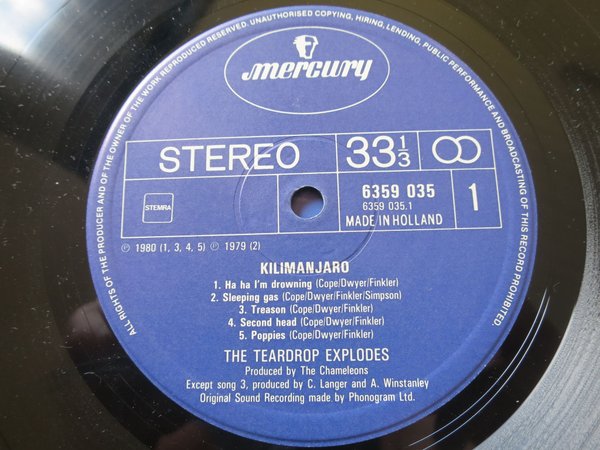 ALL RIGHTS OF THE PRODUCER AND OF THE OWNER OF THE WORK REPRODUCED RESERVED. UNAUTHORISED COPYING, HIRING, LENDING, PUBLIC PERFORMANCE AND BROADCASTING OF THIS RECORD PROHIBITED.
mercury
STEREO 33 1/3
6359 035
6359 035.1
MADE IN HOLLAND
1
STEMRA
℗ 1980 (1, 3, 4, 5) ℗ 1979 (2)
KILIMANJARO
1. Ha ha I'm drowning (Cope/Dwyer/Finkler)
2. Sleeping gas (Cope/Dwyer/Finkler/Simpson)
3. Treason (Cope/Dwyer/Finkler)
4. Second head (Cope/Dwyer/Finkler)
5. Poppies (Cope/Dwyer/Finkler)
THE TEARDROP EXPLODES
Produced by The Chameleons
Except song 3, produced by C. Langer and A. Winstanley
Original Sound Recording made by Phonogram Ltd.